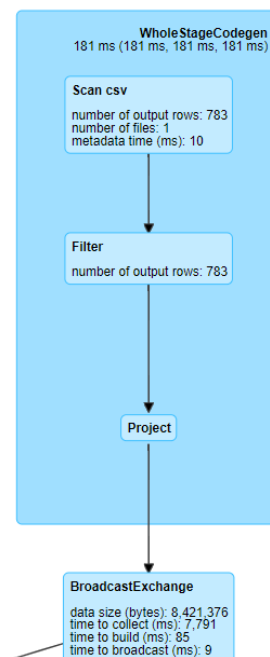 WholeStageCodegen
181 ms (181 ms, 181 ms, 181 ms)
Scan csv
number of output rows: 783
number of files: 1
metadata time (ms): 10
Filter
number of output rows: 783
Project
BroadcastExchange
data size (bytes): 8,421,376
time to collect (ms): 7,791
time to build (ms): 85
time to broadcast (ms): 9